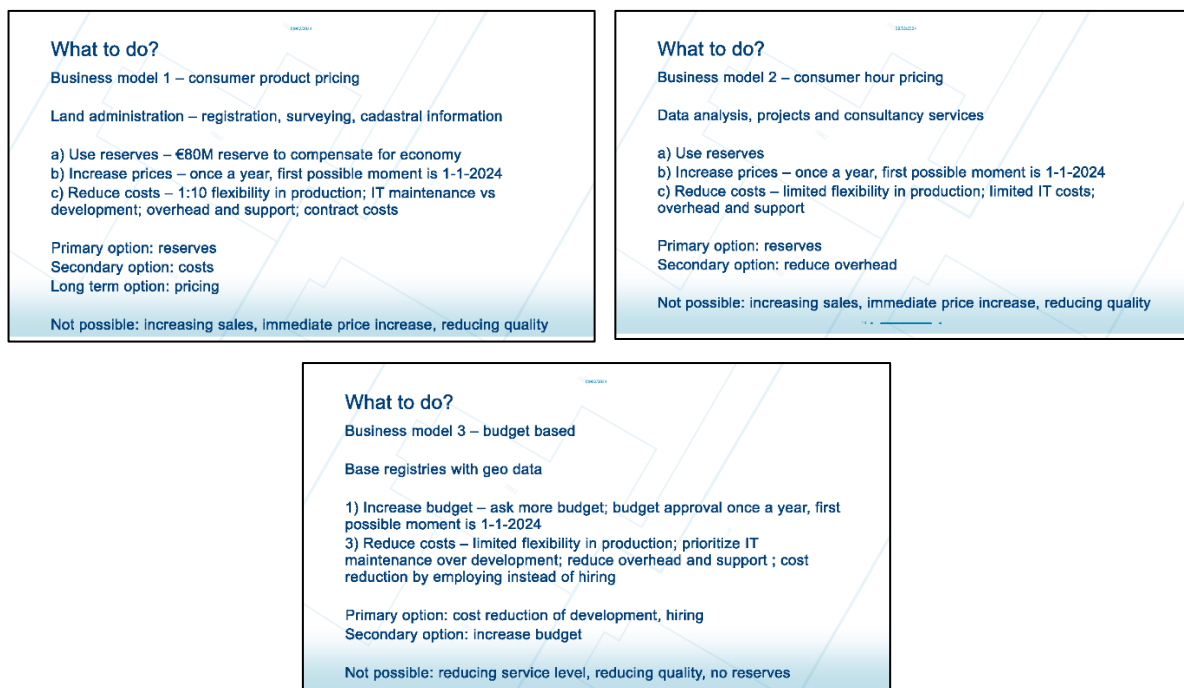 What to do?
Business model 1 – consumer product pricing
Land administration – registration, surveying, cadastral information
a) Use reserves – €80M reserve to compensate for economy
b) Increase prices – once a year, first possible moment is 1-1-2024
c) Reduce costs – 1:10 flexibility in production; IT maintenance vs
development; overhead and support; contract costs
Primary option: reserves
Secondary option: costs
Long term option: pricing
Not possible: increasing sales, immediate price increase, reducing quality
What to do?
Business model 2 – consumer hour pricing
Data analysis, projects and consultancy services
a) Use reserves
b) Increase prices – once a year, first possible moment is 1-1-2024
c) Reduce costs – limited flexibility in production; limited IT costs;
overhead and support
Primary option: reserves
Secondary option: reduce overhead
Not possible: increasing sales, immediate price increase, reducing quality
What to do?
Business model 3 – budget based
Base registries with geo data
1) Increase budget – ask more budget; budget approval once a year, first
possible moment is 1-1-2024
3) Reduce costs – limited flexibility in production; prioritize IT
maintenance over development; reduce overhead and support ; cost
reduction by employing instead of hiring
Primary option: cost reduction of development, hiring
Secondary option: increase budget
Not possible: reducing service level, reducing quality, no reserves